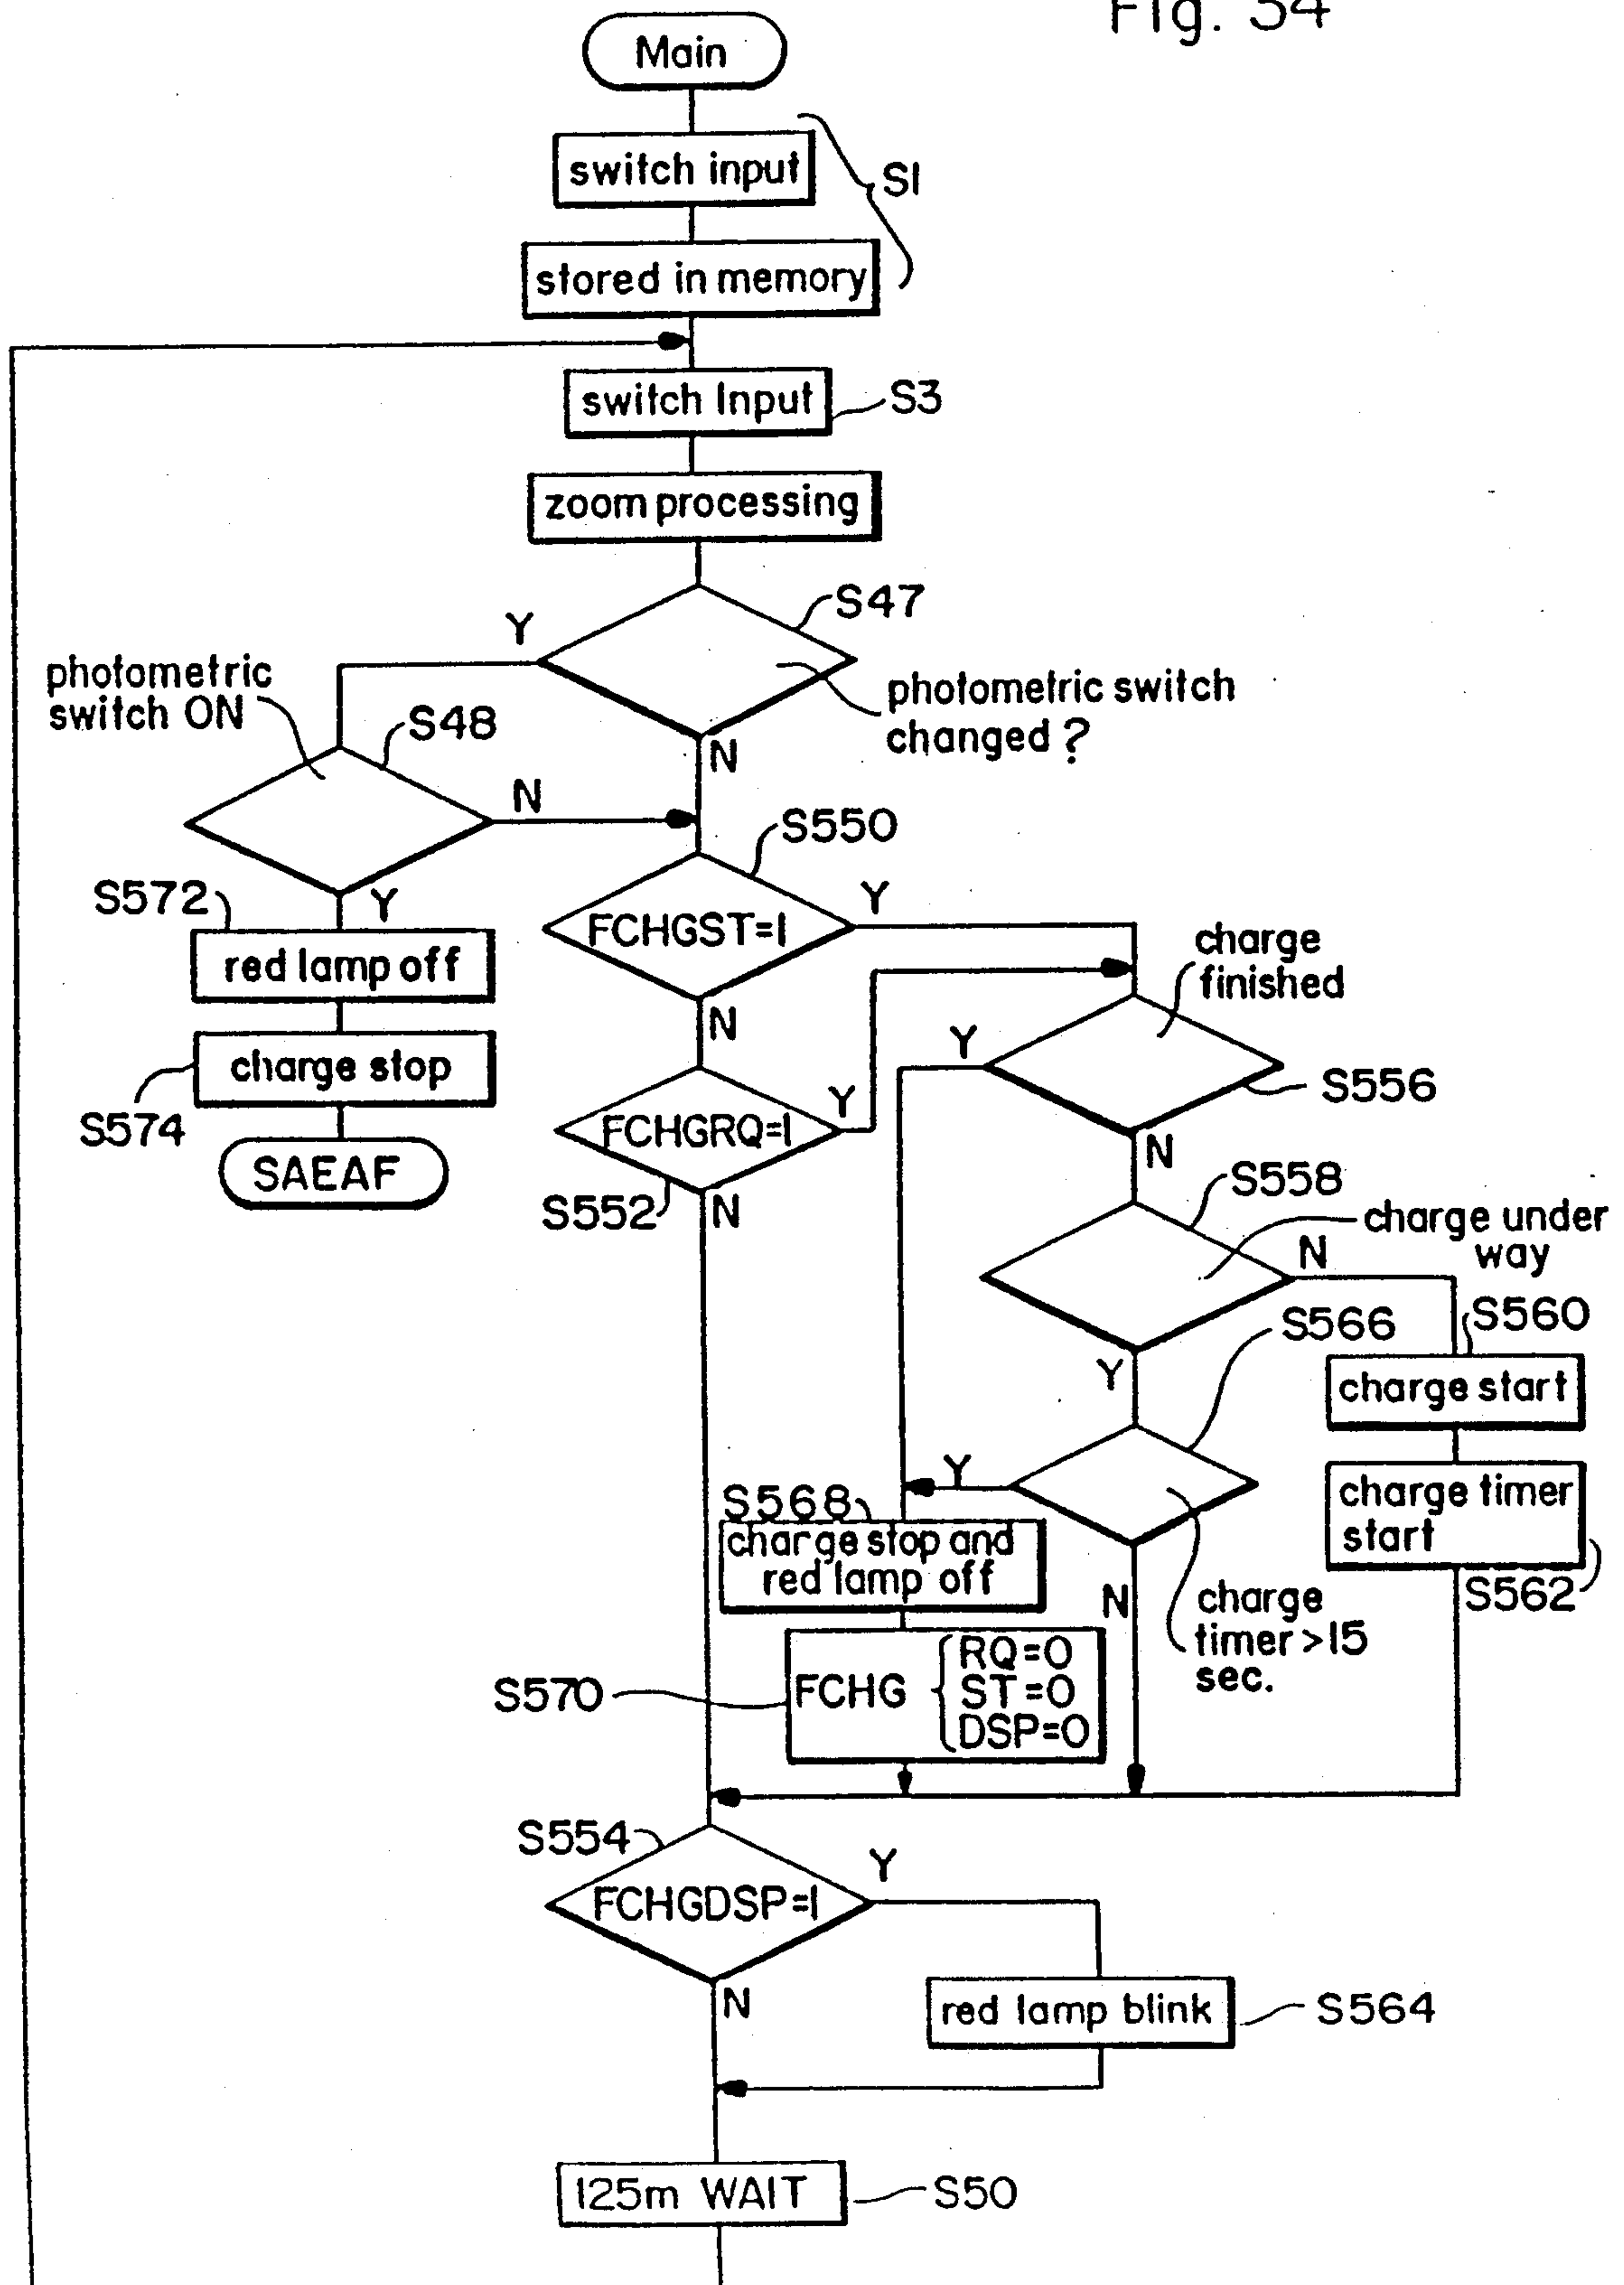 Fig. 34
Main
switch input
S1
stored in memory
switch Input
S3
zoom processing
S47
Y
photometric switch
changed ?
N
photometric
switch ON
S48
N
Y
S550
FCHGST=1
Y
N
S572
red lamp off
charge stop
S574
SAEAF
charge
finished
Y
S556
N
FCHGRQ=1
Y
S552
N
S558
charge under
way
N
Y
S560
charge start
S566
charge timer
start
S562
Y
N
charge
timer >15
sec.
S568
charge stop and
red lamp off
S570
FCHG
RQ=0
ST=0
DSP=0
S554
FCHGDSP=1
Y
N
red lamp blink
S564
125m WAIT
S50